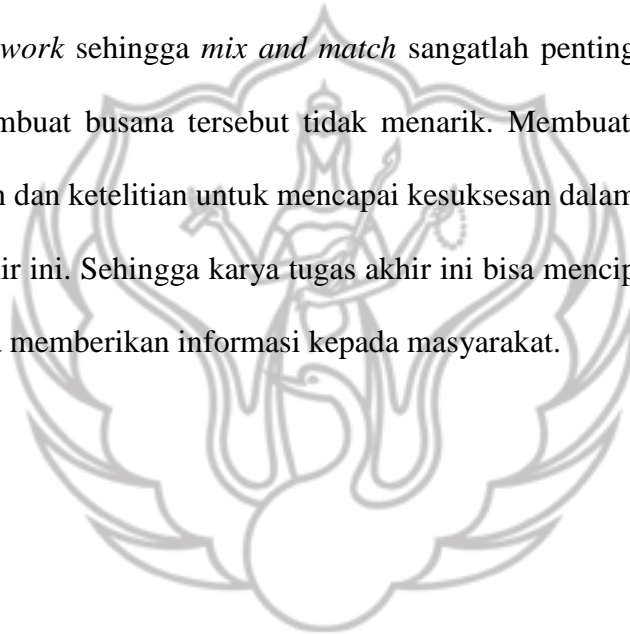 work sehingga mix and match sangatlah penting
mbuat busana tersebut tidak menarik. Membuat
dan ketelitian untuk mencapai kesuksesan dalam
ir ini. Sehingga karya tugas akhir ini bisa mencip
memberikan informasi kepada masyarakat.